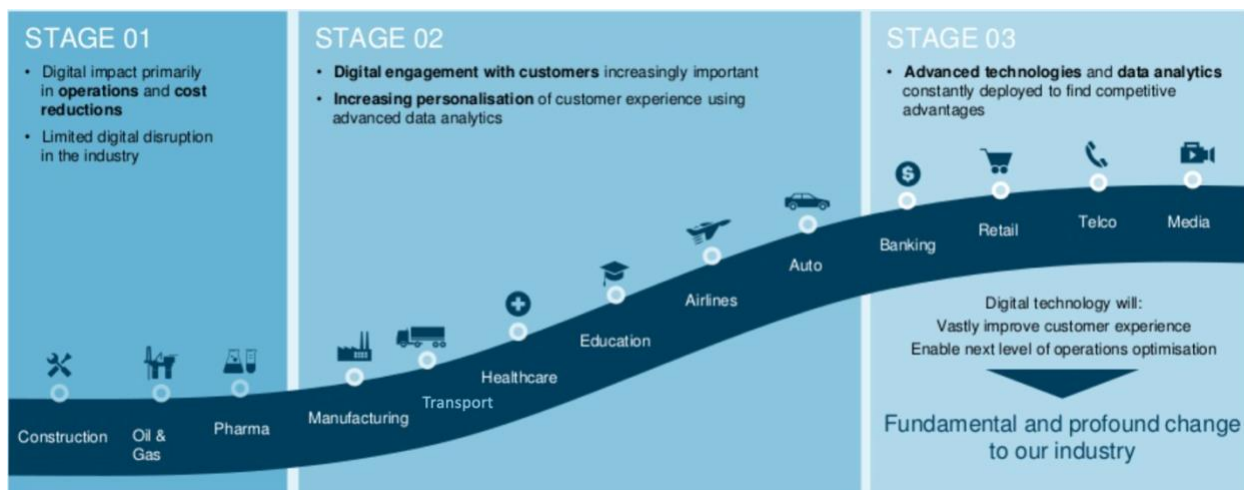 STAGE 01
• Digital impact primarily
in operations and cost
reductions
• Limited digital disruption
in the industry
STAGE 02
• Digital engagement with customers increasingly important
• Increasing personalisation of customer experience using
advanced data analytics
STAGE 03
• Advanced technologies and data analytics
constantly deployed to find competitive
advantages
Construction
Oil &
Gas
Pharma
Manufacturing
Transport
Healthcare
Education
Airlines
Auto
Banking
Retail
Telco
Media
Digital technology will:
Vastly improve customer experience
Enable next level of operations optimisation
Fundamental and profound change
to our industry